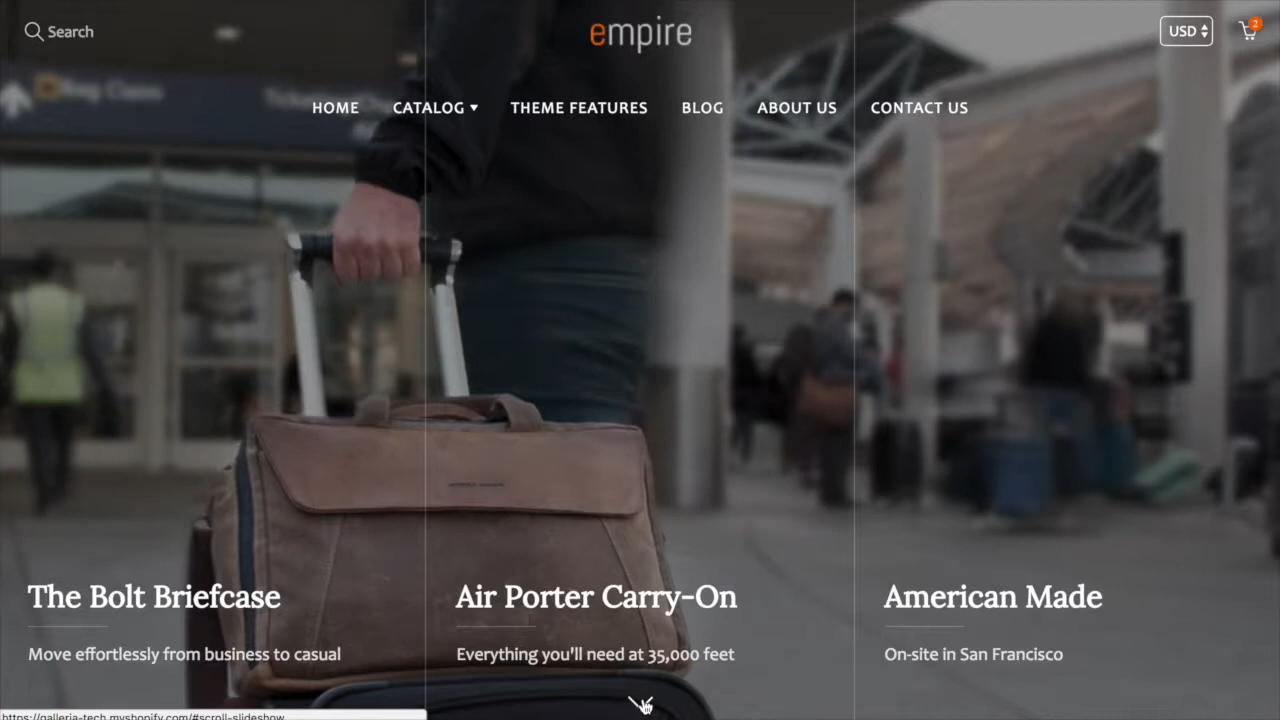 Search
empire
USD
2
HOME
CATALOG
THEME FEATURES
BLOG
ABOUT US
CONTACT US
The Bolt Briefcase
Air Porter Carry-On
American Made
Move effortlessly from business to casual
Everything you'll need at 35,000 feet
On-site in San Francisco
https://galleria-tech.myshopify.com/#scroll-slideshow